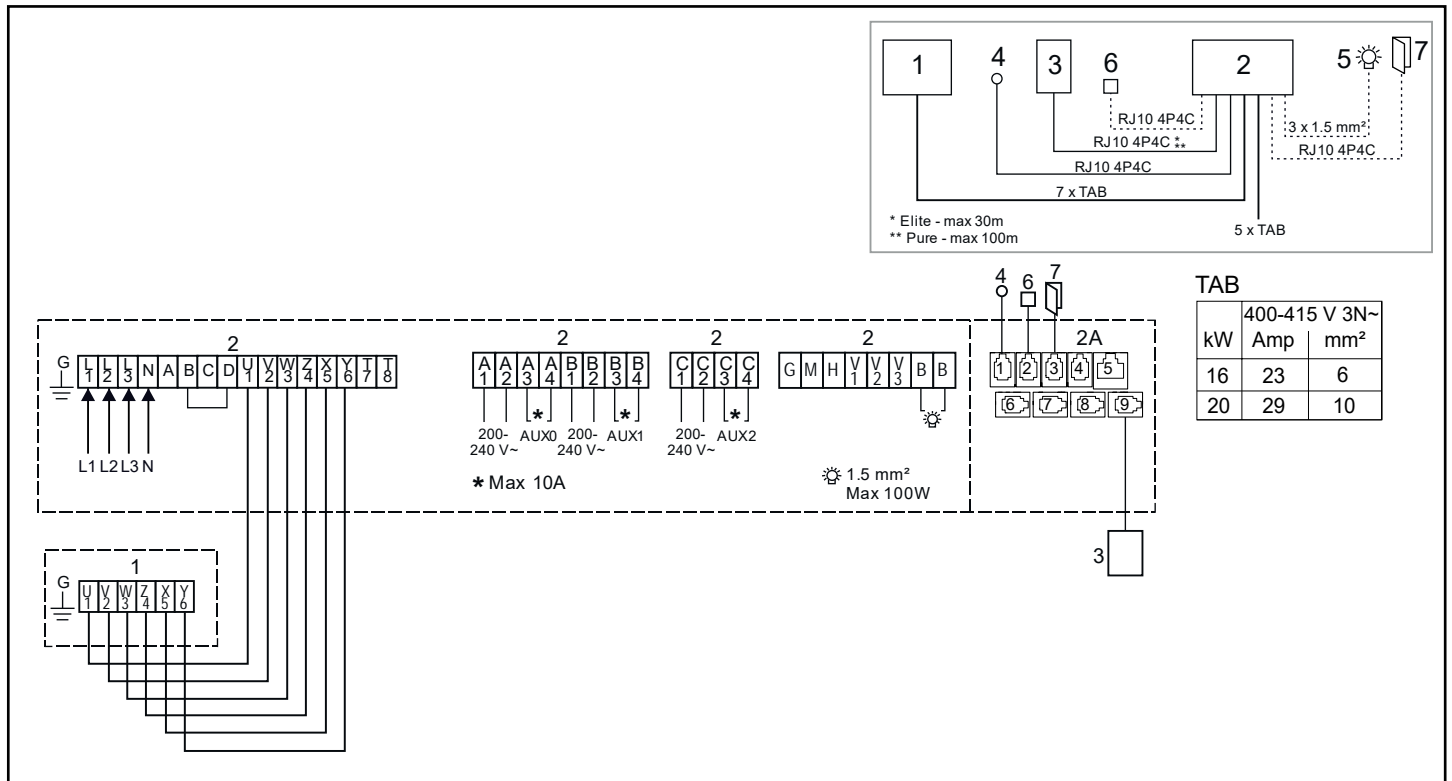 1 4 3 6 2 5 7
RJ10 4P4C
3 x 1.5 mm²
RJ10 4P4C *
**
RJ10 4P4C
RJ10 4P4C
7 x TAB
5 x TAB
* Elite - max 30m
** Pure - max 100m
4 6 7
TAB
400-415 V 3N~
kW Amp mm²
16 23 6
20 29 10
2 2 2 2 2A
G L1 L2 L3 N A B C D U1 V2 W3 Z4 X5 Y6 T7 T8
A1 A2 A3 A4 B1 B2 B3 B4
C1 C2 C3 C4
G M H V1 V2 V3 B B
1 2 3 4 5
6 7 8 9
L1 L2 L3 N
200-240 V~
* AUX0
200-240 V~
* AUX1
200-240 V~
* AUX2
* Max 10A
1.5 mm²
Max 100W
3
1
G U1 V2 W3 Z4 X5 Y6